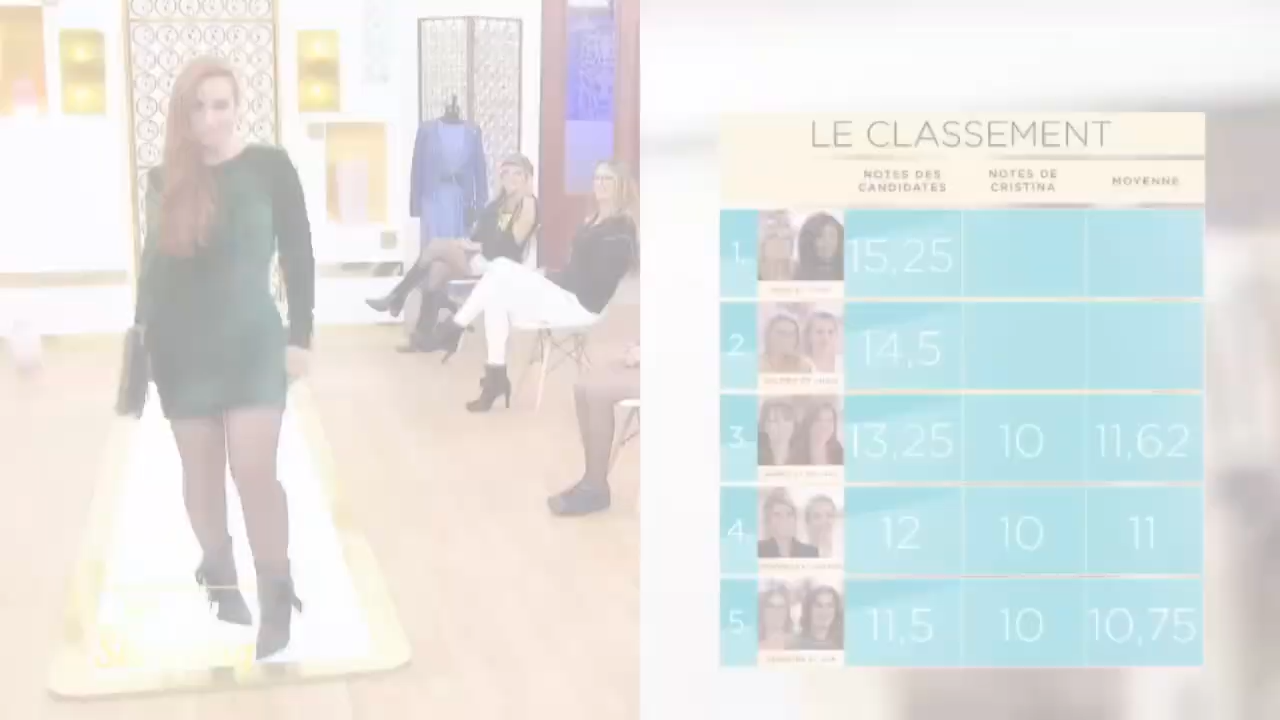 LE CLASSEMENT
NOTES DES CANDIDATES
NOTES DE CRISTINA
MOYENNE
1. 15,25
2. 14,5
3. 13,25 10 11,62
4. 12 10 11
5. 11,5 10 10,75